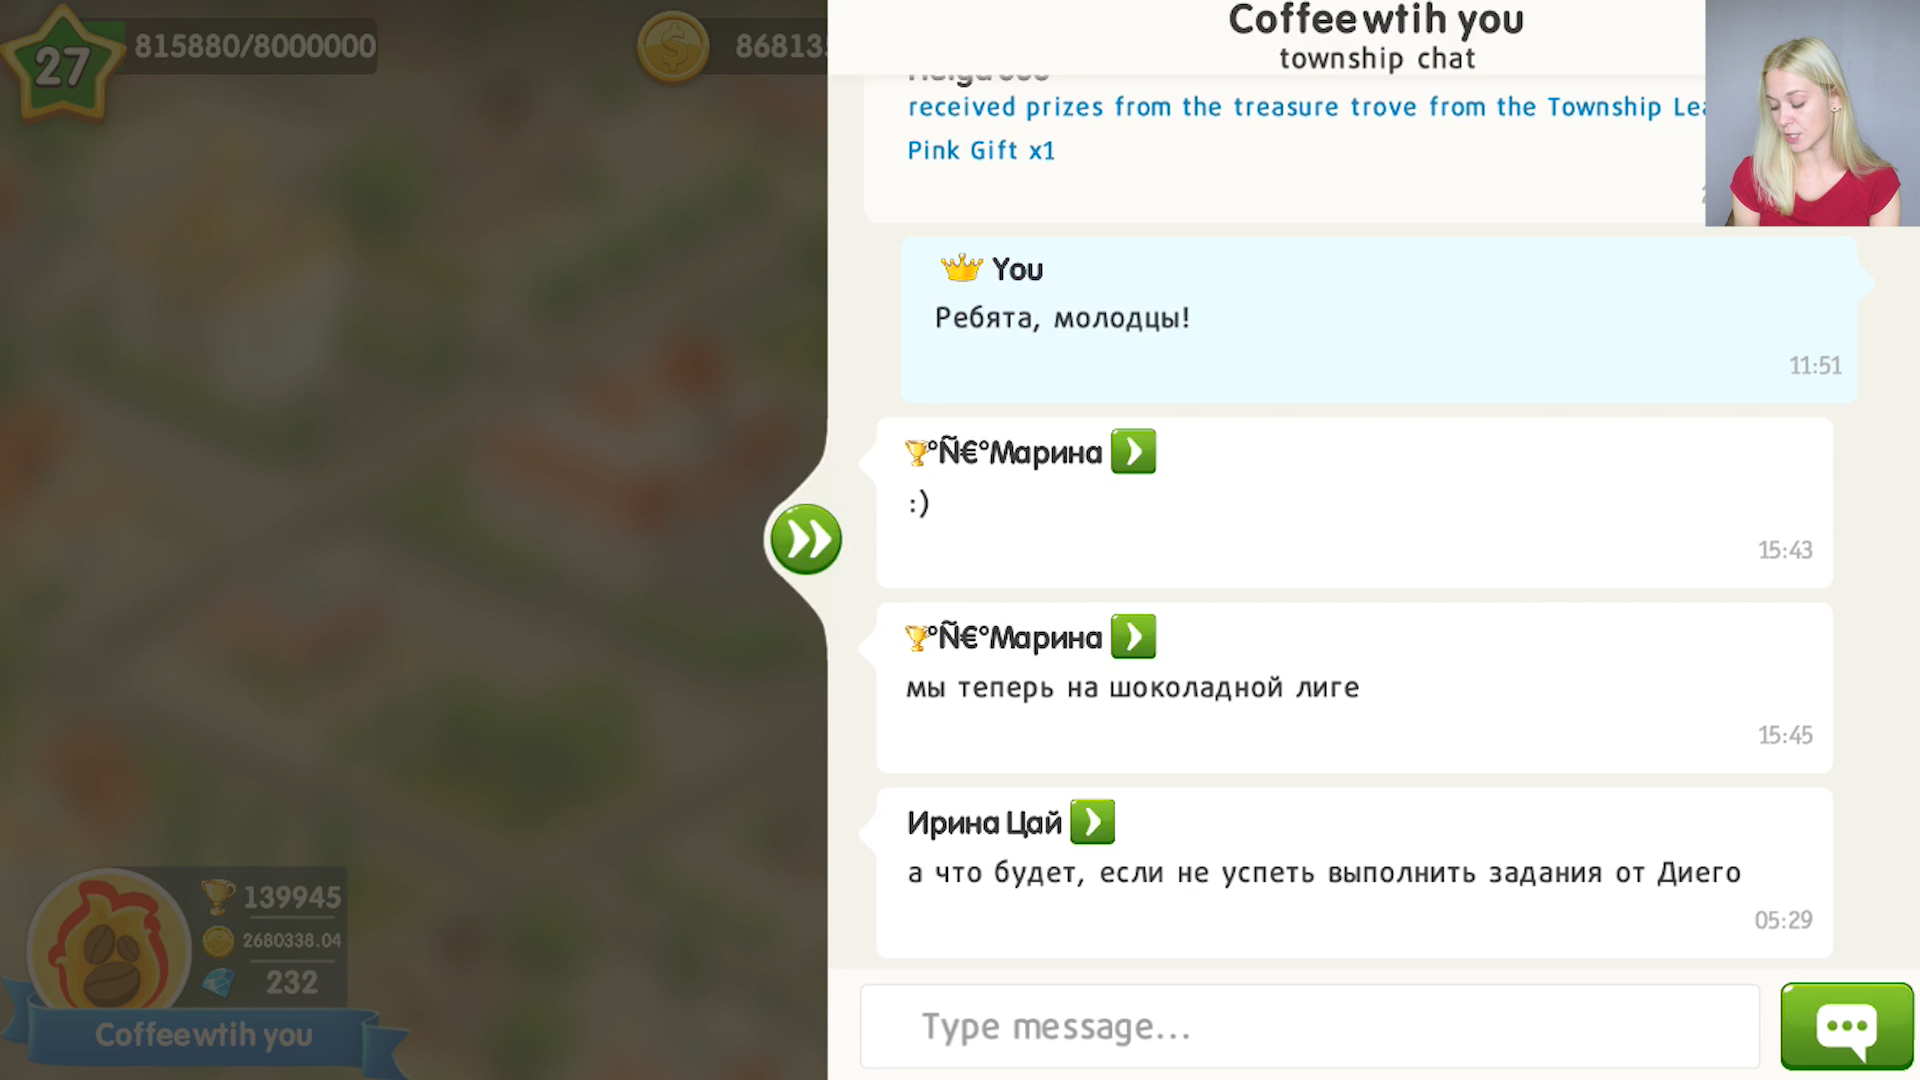 27
815880/8000000
Coffeewtih you
township chat
received prizes from the treasure trove from the Township
Pink Gift x1
You
Ребята, молодцы!
11:51
°Ñ€°Марина
:)
15:43
°Ñ€°Марина
мы теперь на шоколадной лиге
15:45
Ирина Цай
а что будет, если не успеть выполнить задания от Диего
05:29
139945
2680338.04
232
Coffeewtih you
Type message...